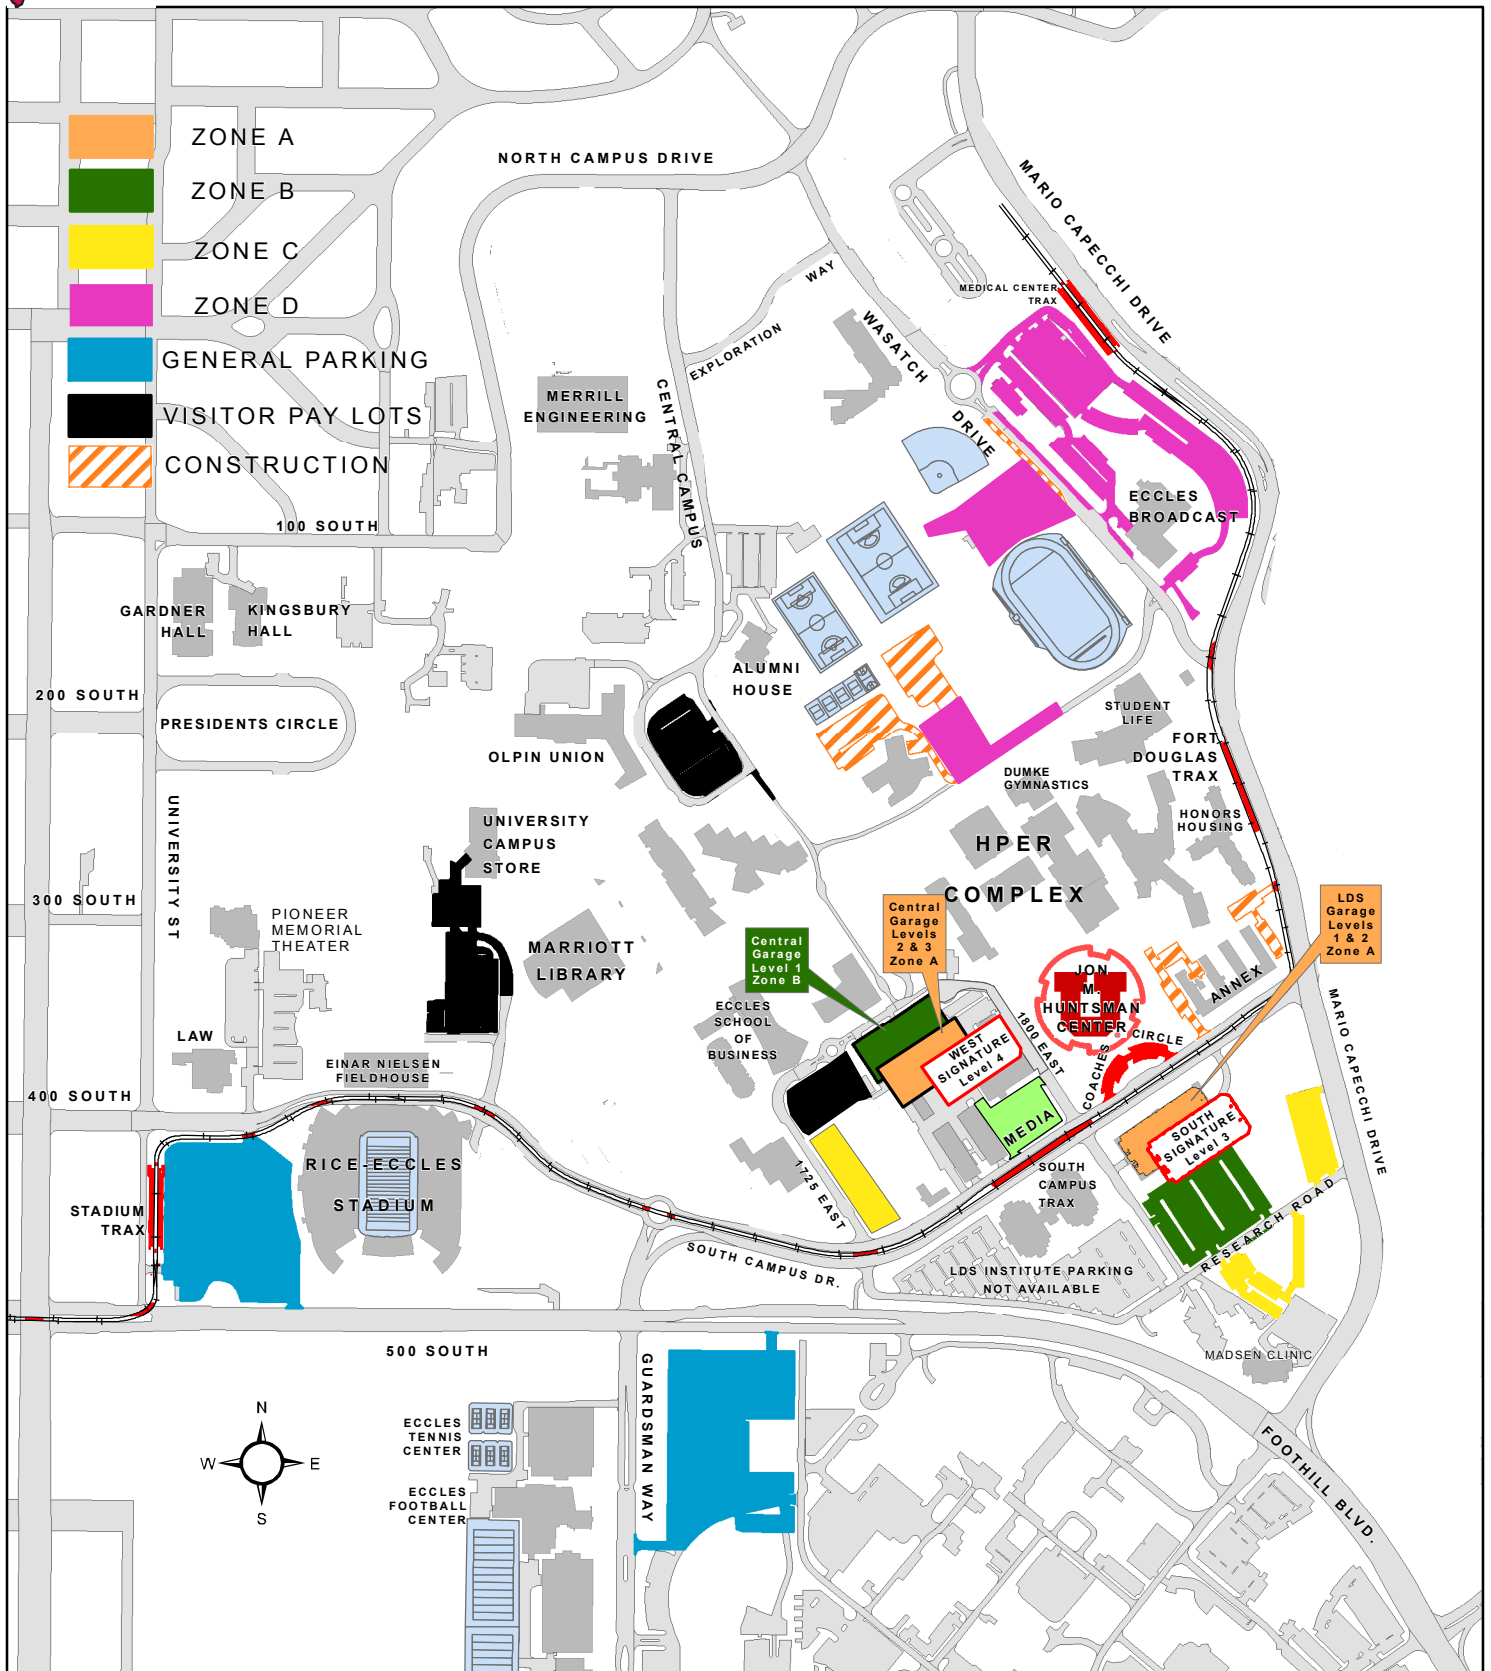 ZONE A
ZONE B
ZONE C
ZONE D
GENERAL PARKING
VISITOR PAY LOTS
CONSTRUCTION
NORTH CAMPUS DRIVE
MARIO CAPECCHI DRIVE
MEDICAL CENTER
TRAX
WAY
EXPLORATION
WASATCH
DRIVE
CENTRAL CAMPUS
MERRILL
ENGINEERING
ECCLES
BROADCAST
100 SOUTH
GARDNER
HALL
KINGSBURY
HALL
ALUMNI
HOUSE
200 SOUTH
PRESIDENTS CIRCLE
OLPIN UNION
STUDENT
LIFE
FORT
DOUGLAS
TRAX
DUMKE
GYMNASTICS
HONORS
HOUSING
UNIVERSITY ST
UNIVERSITY
CAMPUS
STORE
HPER
COMPLEX
300 SOUTH
PIONEER
MEMORIAL
THEATER
MARRIOTT
LIBRARY
Central
Garage
Level 1
Zone B
Central
Garage
Levels
2 & 3
Zone A
LDS
Garage
Levels
1 & 2
Zone A
JON
M.
HUNTSMAN
CENTER
ANNEX
ECCLES
SCHOOL
OF
BUSINESS
WEST
SIGNATURE
Level 4
1800 EAST
COACHES
CIRCLE
MARIO CAPECCHI DRIVE
LAW
EINAR NIELSEN
FIELDHOUSE
400 SOUTH
MEDIA
SOUTH
SIGNATURE
Level 3
RICE-ECCLES
STADIUM
STADIUM
TRAX
1725 EAST
SOUTH
CAMPUS
TRAX
RESEARCH ROAD
SOUTH CAMPUS DR.
LDS INSTITUTE PARKING
NOT AVAILABLE
500 SOUTH
GUARDSMAN WAY
MADSEN CLINIC
FOOTHILL BLVD.
N
W
E
S
ECCLES
TENNIS
CENTER
ECCLES
FOOTBALL
CENTER